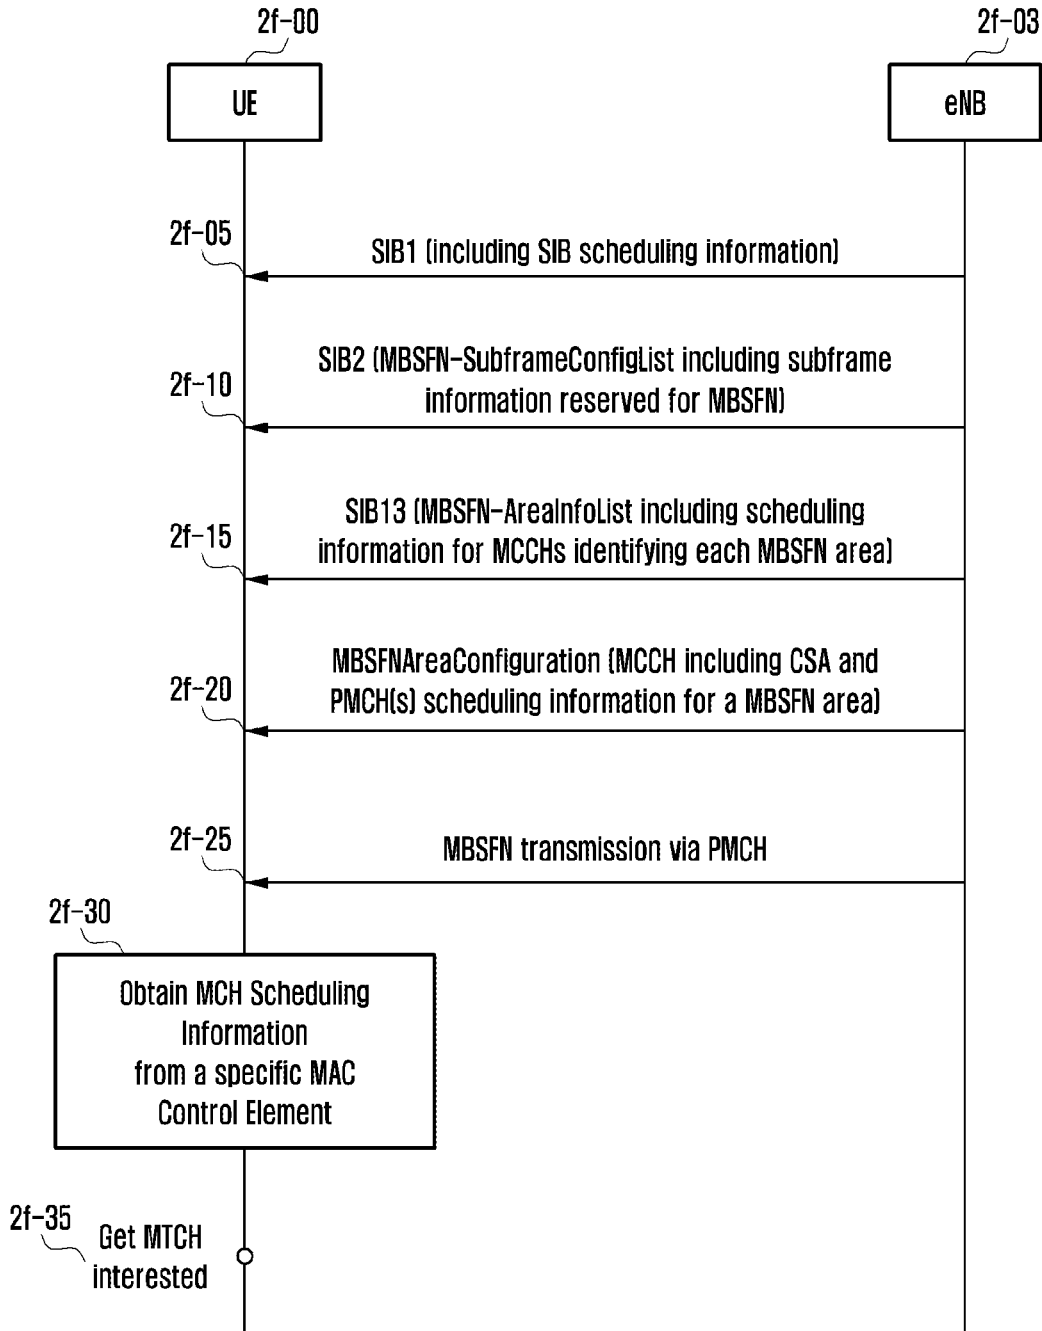 2f-00
2f-03
UE
eNB
2f-05
SIB1 (including SIB scheduling information)
SIB2 (MBSFN-SubframeConfigList including subframe
2f-10
information reserved for MBSFN)
SIB13 (MBSFN-AreaInfoList including scheduling
2f-15
information for MCCHs identifying each MBSFN area)
MBSFNAreaConfiguration (MCCH including CSA and
2f-20
PMCH(s) scheduling information for a MBSFN area)
2f-25
MBSFN transmission via PMCH
2f-30
Obtain MCH Scheduling
Information
from a specific MAC
Control Element
2f-35
Get MTCH
interested